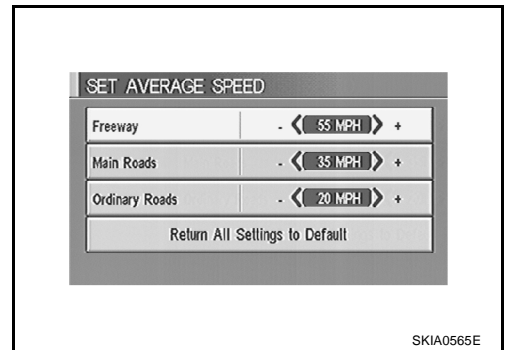 SET AVERAGE SPEED
Freeway - 55 MPH +
Main Roads - 35 MPH +
Ordinary Roads - 20 MPH +
Return All Settings to Default
SKIA0565E